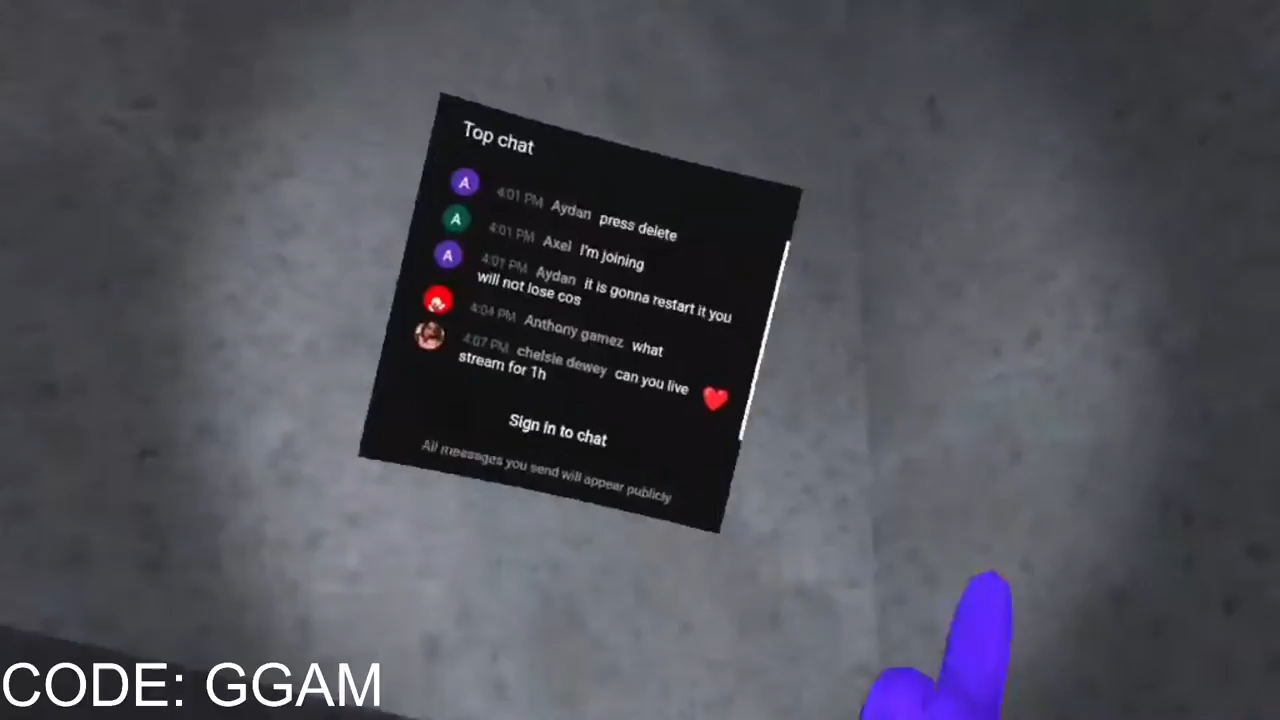 Top chat
A 4:01 PM Aydan press delete
A 4:01 PM Axel I'm joining
A 4:01 PM Aydan it is gonna restart it you
will not lose cos
4:04 PM Anthony gamez what
4:07 PM chelsie dewey can you live
stream for 1h
Sign in to chat
All messages you send will appear publicly
CODE: GGAM